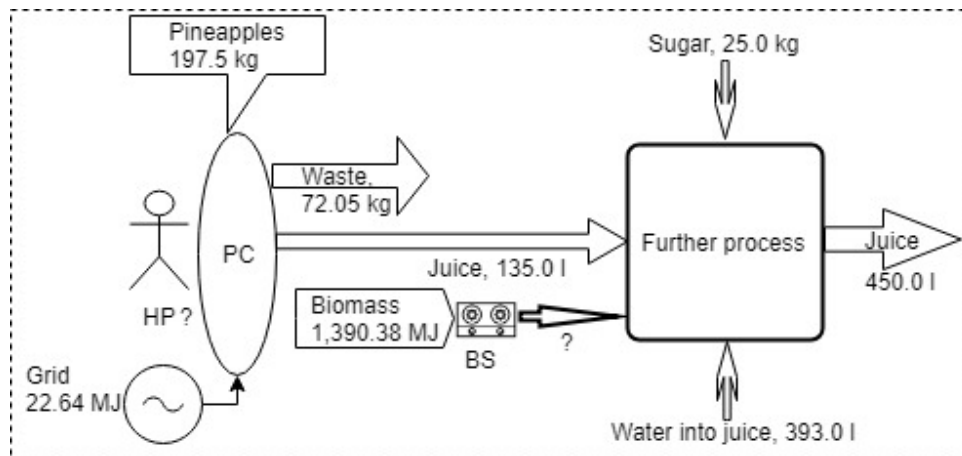 Pineapples
197.5 kg
Sugar, 25.0 kg
Waste,
72.05 kg
PC
Further process
Juice
450.0 l
Juice, 135.0 l
HP ?
Biomass
1,390.38 MJ
BS
?
Grid
22.64 MJ
Water into juice, 393.0 l